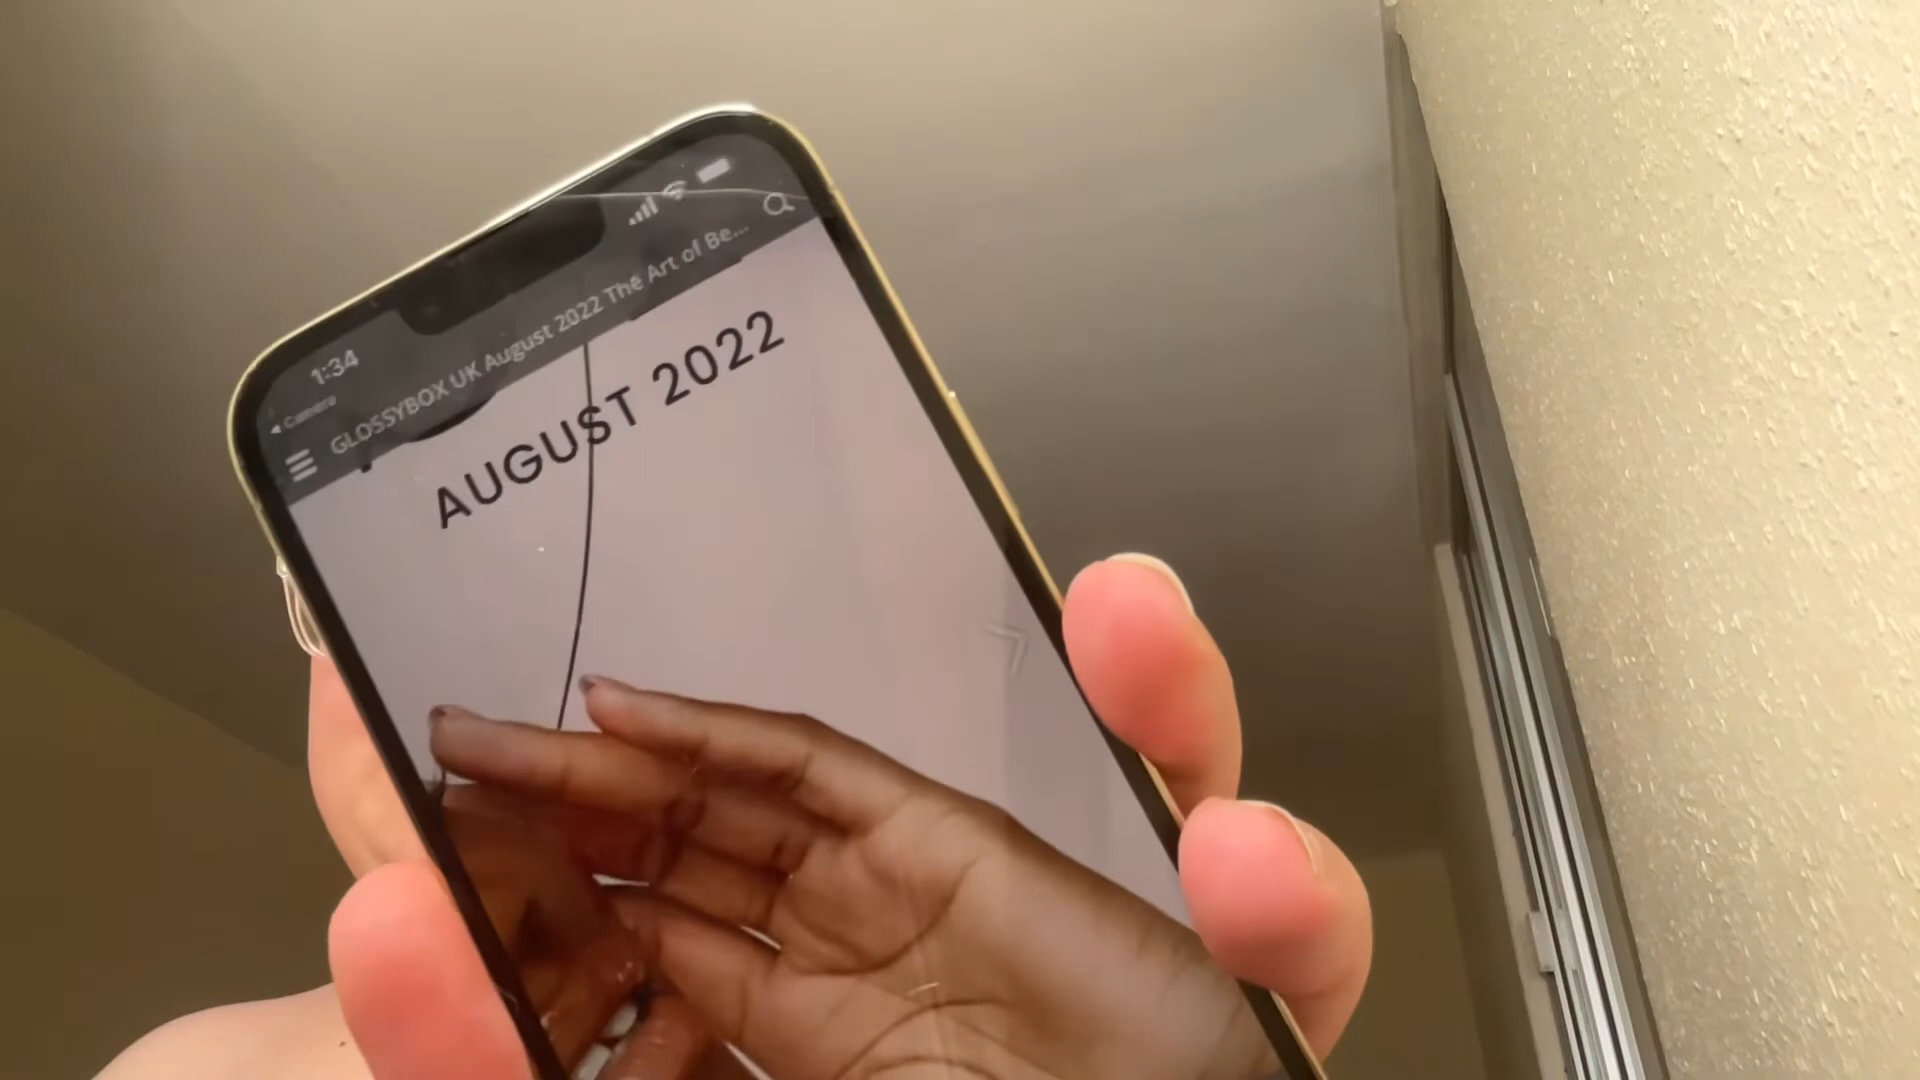 1:34
◀ Camera
GLOSSYBOX UK August 2022 The Art of Be...
AUGUST 2022